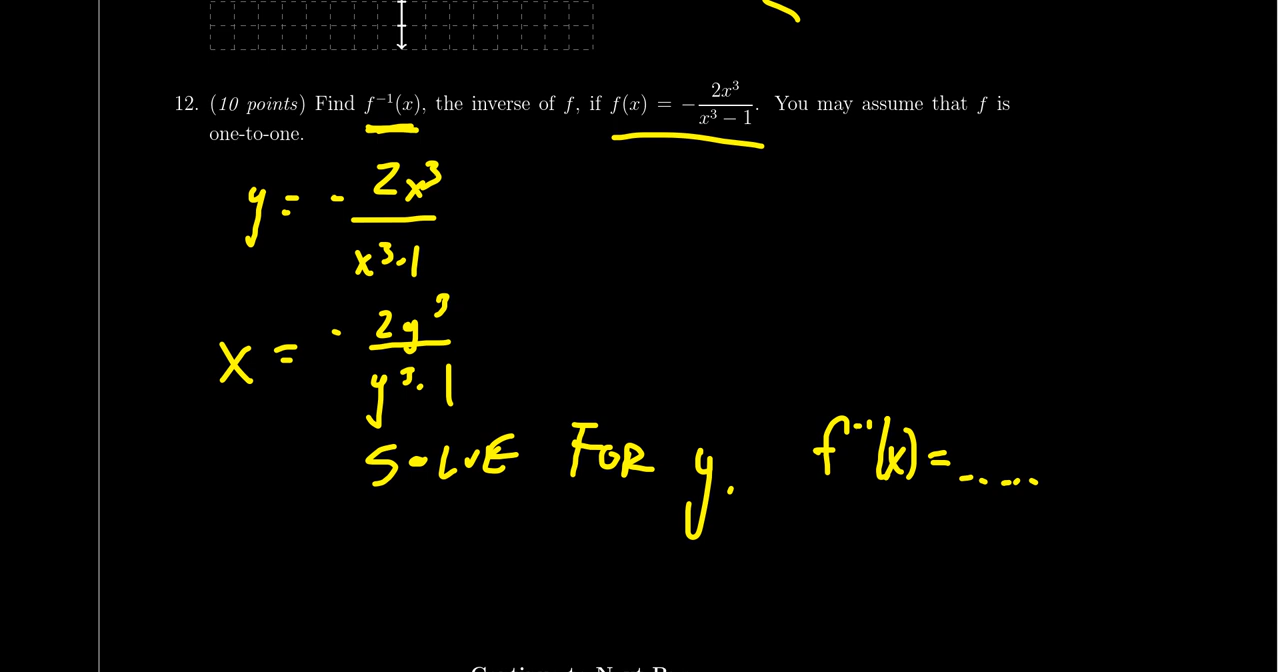 12. (10 points) Find f⁻¹(x), the inverse of f, if f(x) = −2x³/(x³ − 1). You may assume that f is
one-to-one.
y = - 2x³/(x³-1)
x = - 2y³/(y³-1)
SOLVE FOR y. f⁻¹(x) = .....